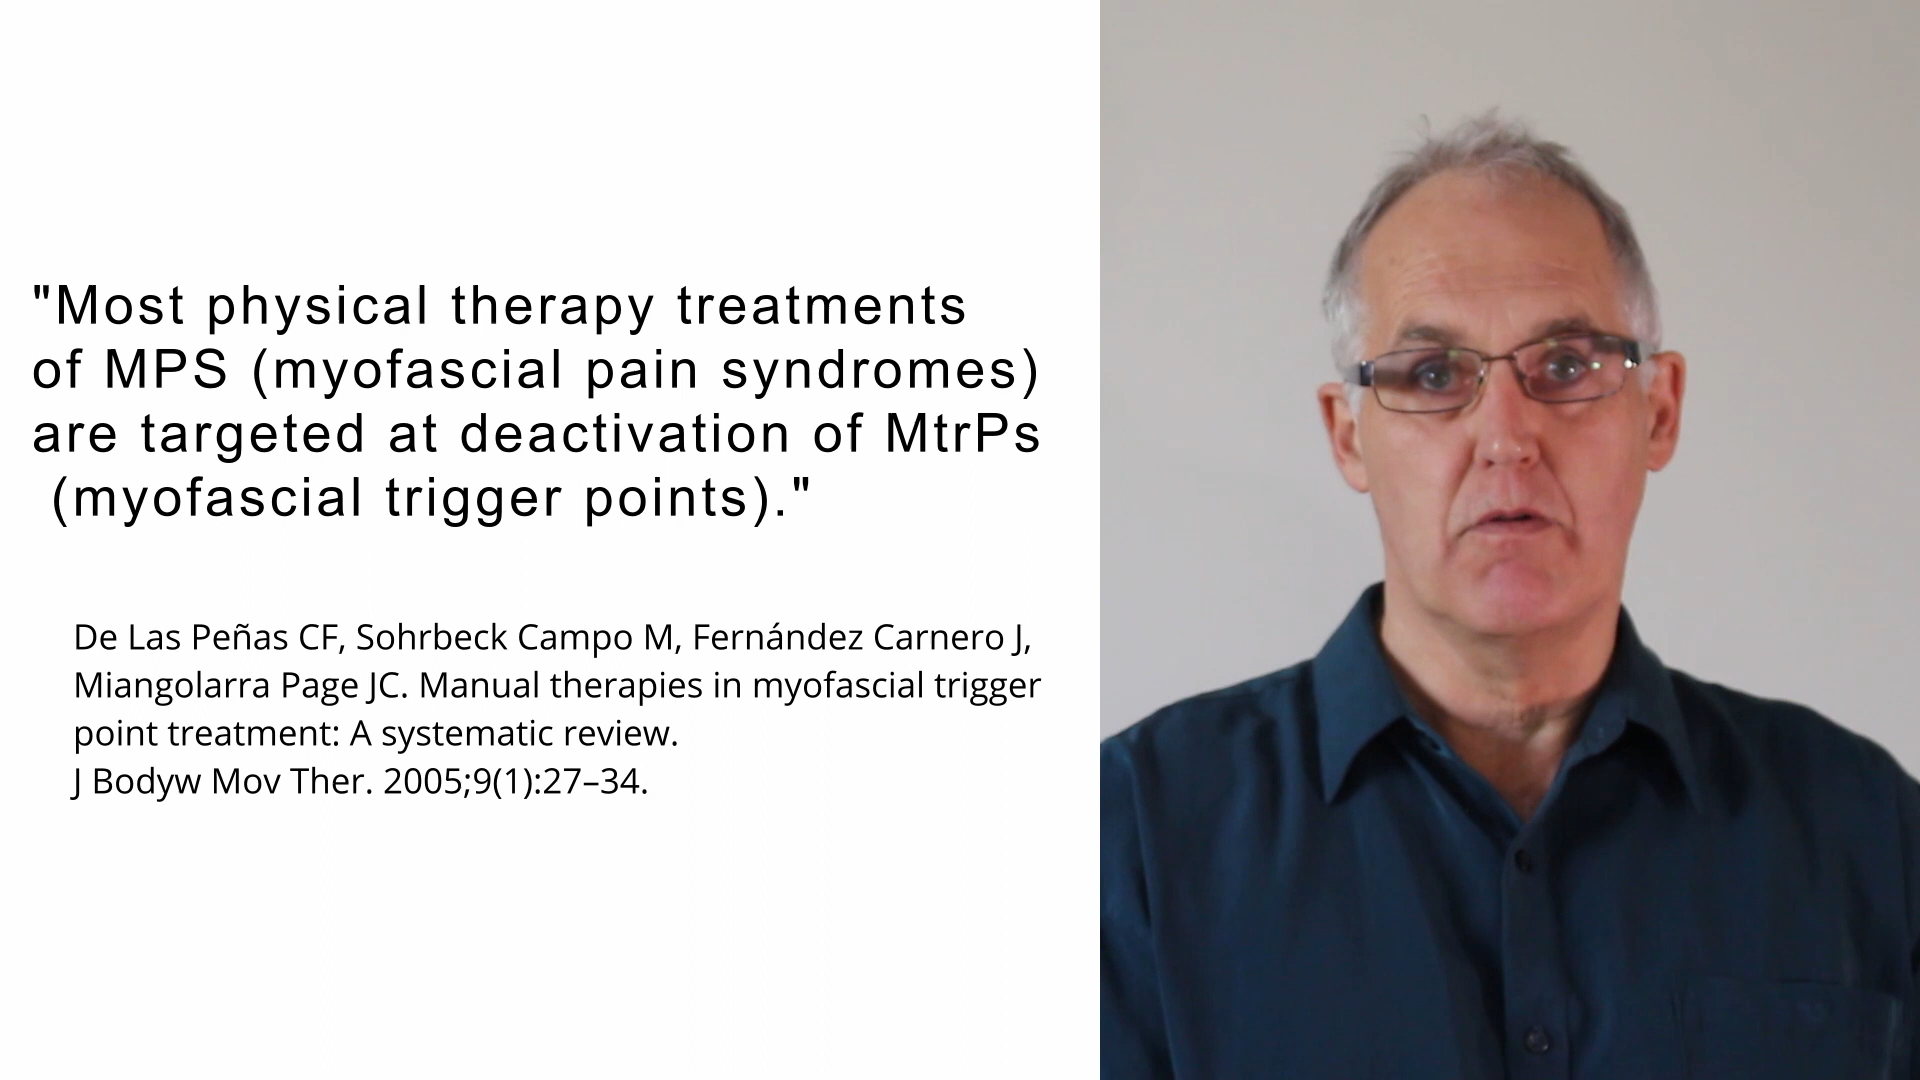 "Most physical therapy treatments
of MPS (myofascial pain syndromes)
are targeted at deactivation of MtrPs
(myofascial trigger points)."
De Las Peñas CF, Sohrbeck Campo M, Fernández Carnero J,
Miangolarra Page JC. Manual therapies in myofascial trigger
point treatment: A systematic review.
J Bodyw Mov Ther. 2005;9(1):27–34.